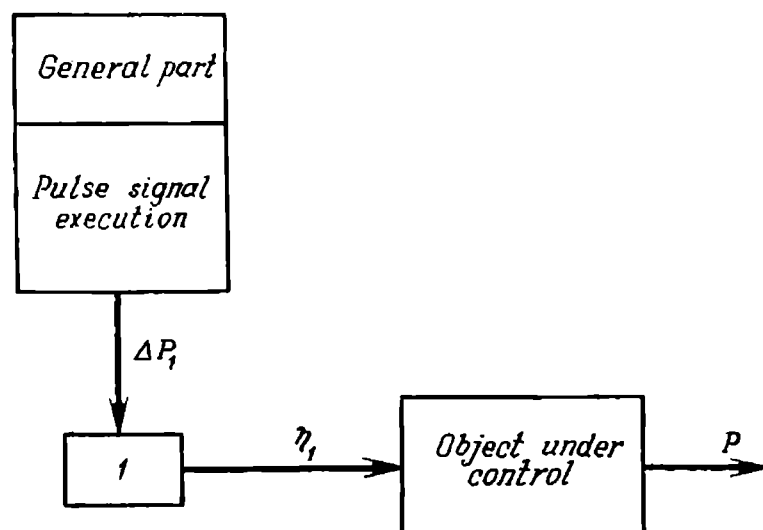 General part
Pulse signal
execution
ΔP₁
1
η₁
Object under
control
P